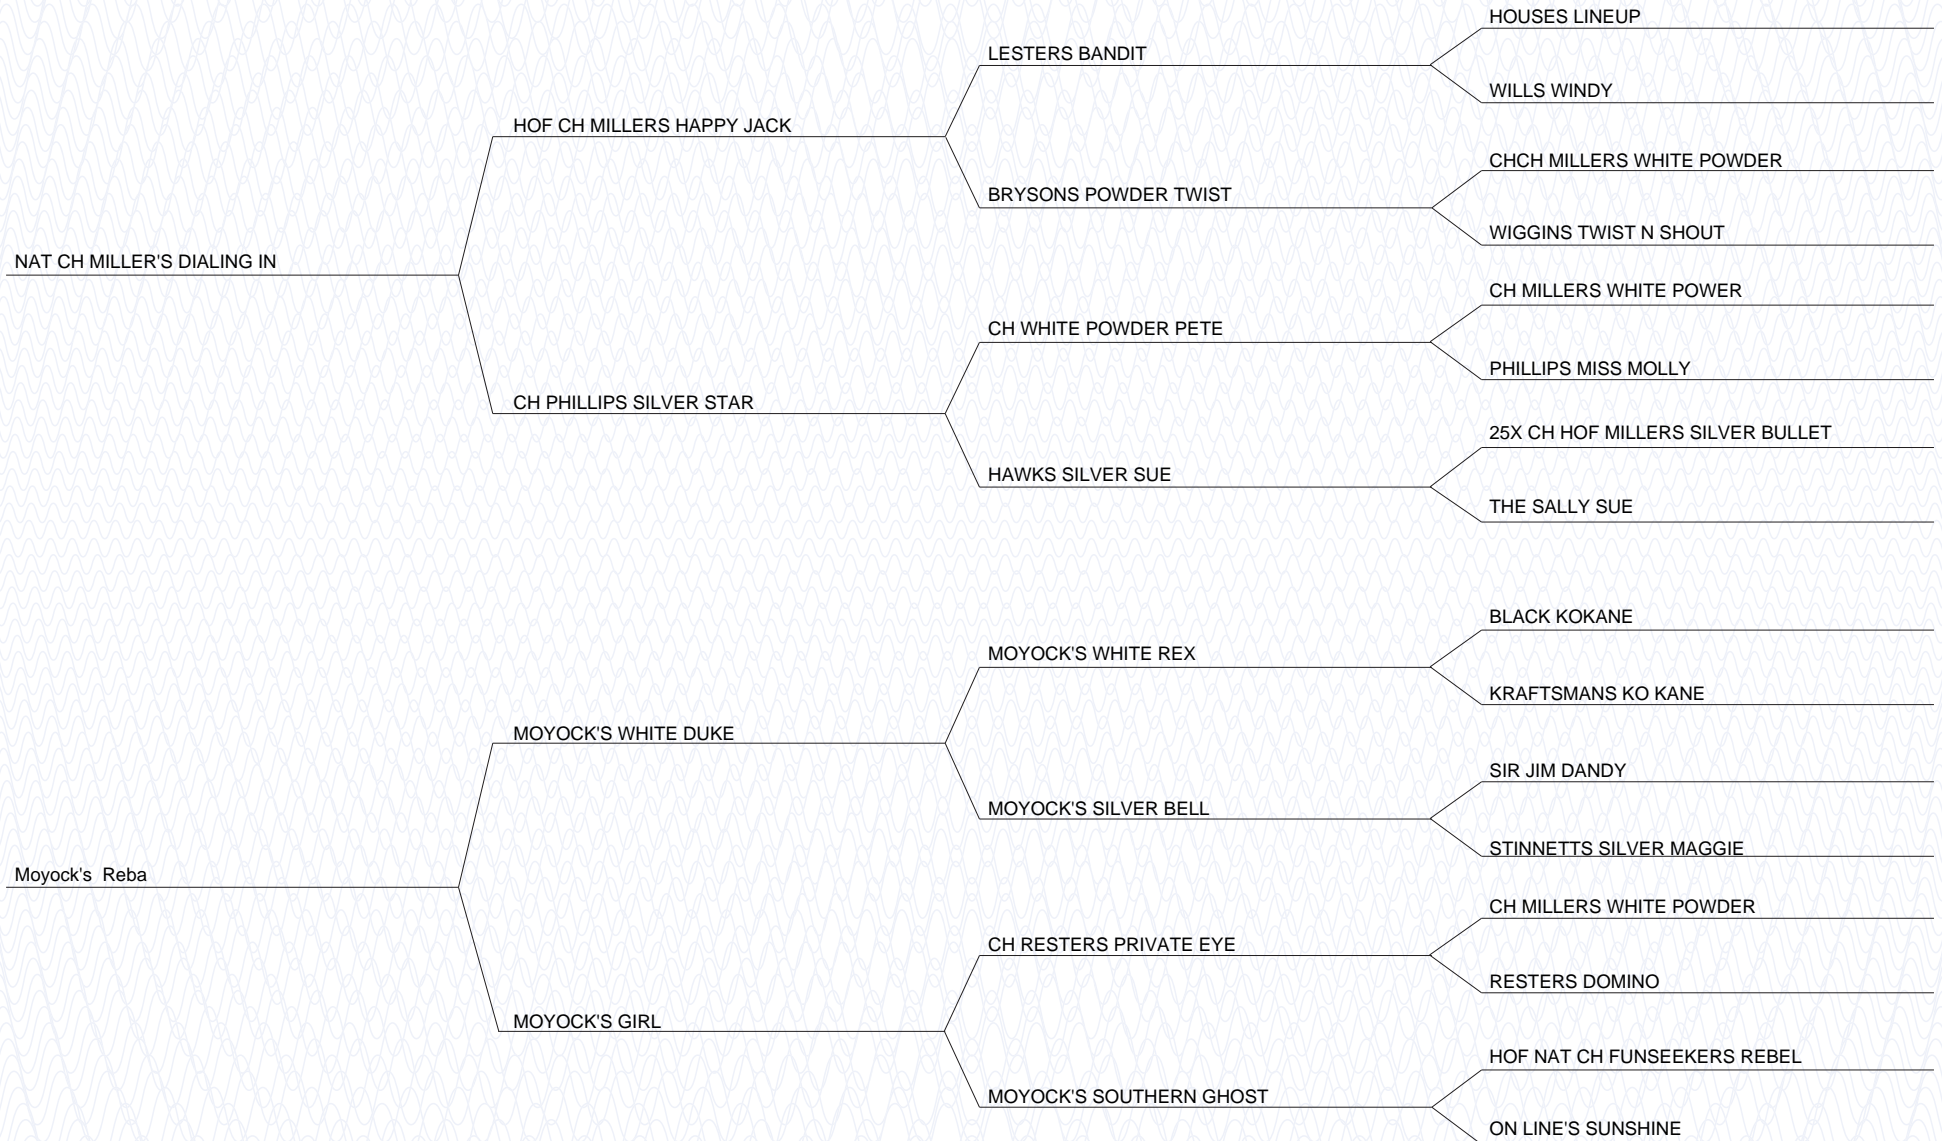 HOUSES LINEUP
LESTERS BANDIT
WILLS WINDY
HOF CH MILLERS HAPPY JACK
CHCH MILLERS WHITE POWDER
BRYSONS POWDER TWIST
WIGGINS TWIST N SHOUT
NAT CH MILLER'S DIALING IN
CH MILLERS WHITE POWER
CH WHITE POWDER PETE
PHILLIPS MISS MOLLY
CH PHILLIPS SILVER STAR
25X CH HOF MILLERS SILVER BULLET
HAWKS SILVER SUE
THE SALLY SUE
BLACK KOKANE
MOYOCK'S WHITE REX
KRAFTSMANS KO KANE
MOYOCK'S WHITE DUKE
SIR JIM DANDY
MOYOCK'S SILVER BELL
STINNETTS SILVER MAGGIE
Moyock's  Reba
CH MILLERS WHITE POWDER
CH RESTERS PRIVATE EYE
RESTERS DOMINO
MOYOCK'S GIRL
HOF NAT CH FUNSEEKERS REBEL
MOYOCK'S SOUTHERN GHOST
ON LINE'S SUNSHINE